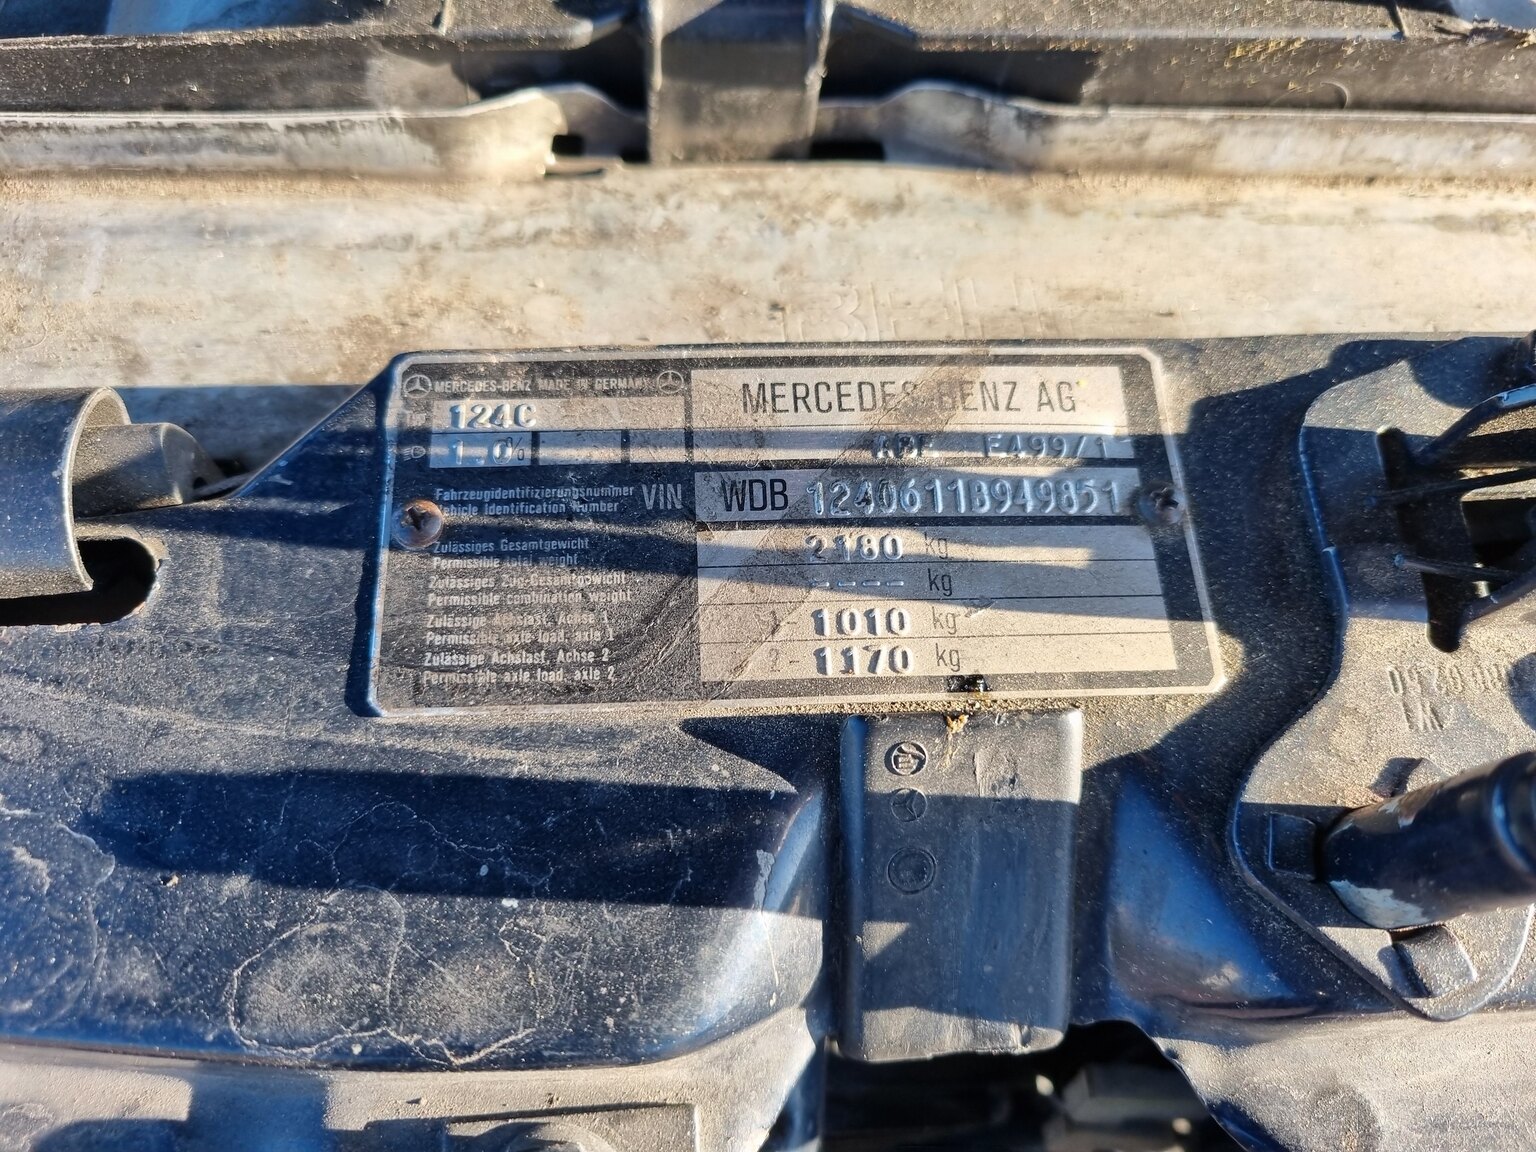 MERCEDES-BENZ MADE IN GERMANY
MERCEDES-BENZ AG
Typ 124C
1.0%
ABE E499/1
Fahrzeugidentifizierungsnummer
Vehicle Identification Number
VIN WDB 1240611B949851
Zulässiges Gesamtgewicht
Permissible total weight
2180 kg
Zulässiges Zug-Gesamtgewicht
Permissible combination weight
---- kg
Zulässige Achslast, Achse 1
Permissible axle load, axle 1
1- 1010 kg
Zulässige Achslast, Achse 2
Permissible axle load, axle 2
2- 1170 kg